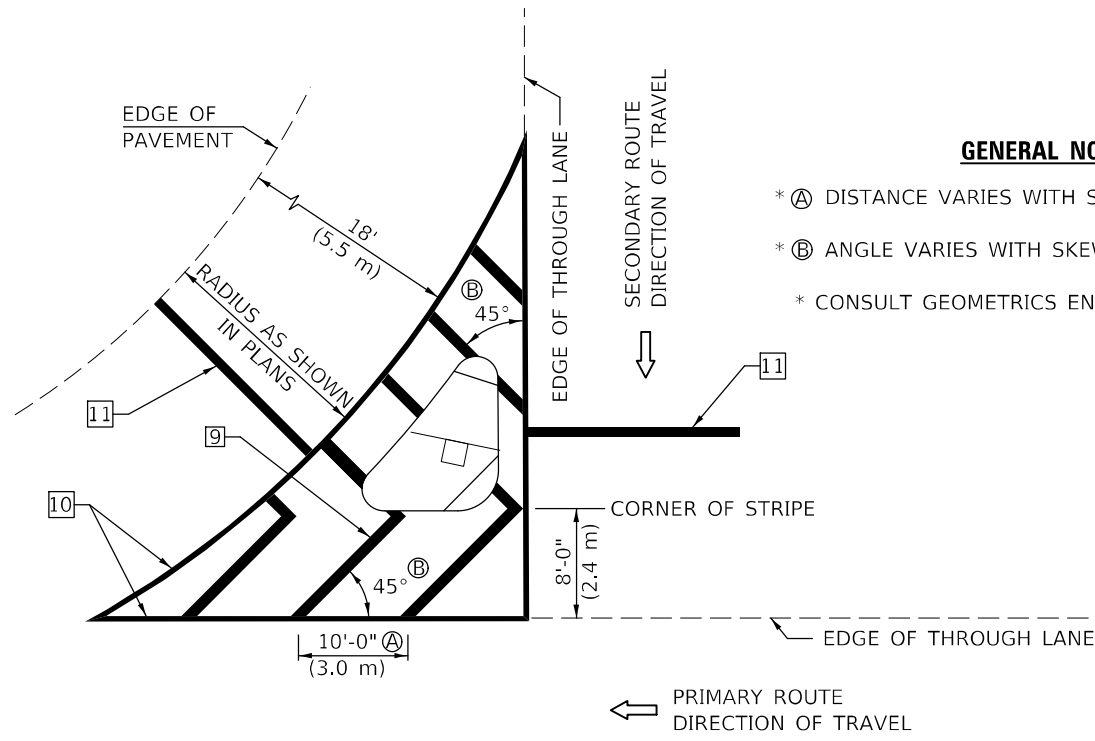 EDGE OF
PAVEMENT
18'
(5.5 m)
RADIUS AS SHOWN
IN PLANS
EDGE OF THROUGH LANE
SECONDARY ROUTE
DIRECTION OF TRAVEL
GENERAL NO
* Ⓐ DISTANCE VARIES WITH S
* Ⓑ ANGLE VARIES WITH SKEW
* CONSULT GEOMETRICS EN
Ⓑ
45°
11
11
9
10
CORNER OF STRIPE
8'-0"
(2.4 m)
45° Ⓑ
10'-0" Ⓐ
(3.0 m)
EDGE OF THROUGH LANE
PRIMARY ROUTE
DIRECTION OF TRAVEL